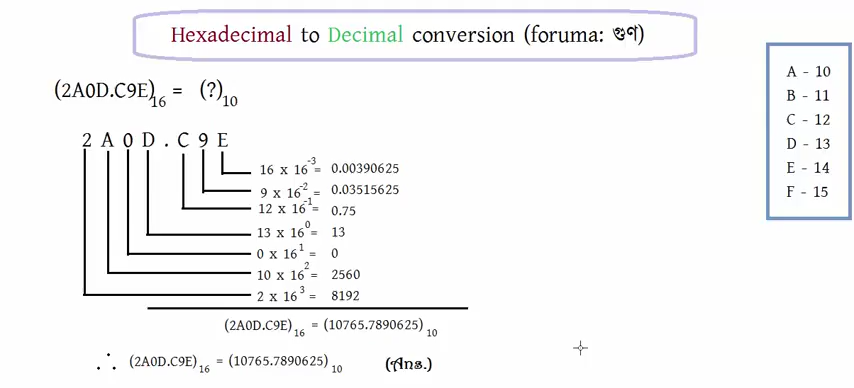 Hexadecimal to Decimal conversion (foruma: গুণ)
(2A0D.C9E)₁₆ = (?)₁₀
A - 10
B - 11
C - 12
D - 13
E - 14
F - 15
2 A 0 D . C 9 E
16 x 16⁻³ = 0.00390625
9 x 16⁻² = 0.03515625
12 x 16⁻¹ = 0.75
13 x 16⁰ = 13
0 x 16¹ = 0
10 x 16² = 2560
2 x 16³ = 8192
(2A0D.C9E)₁₆ = (10765.7890625)₁₀
∴ (2A0D.C9E)₁₆ = (10765.7890625)₁₀ (Ans.)